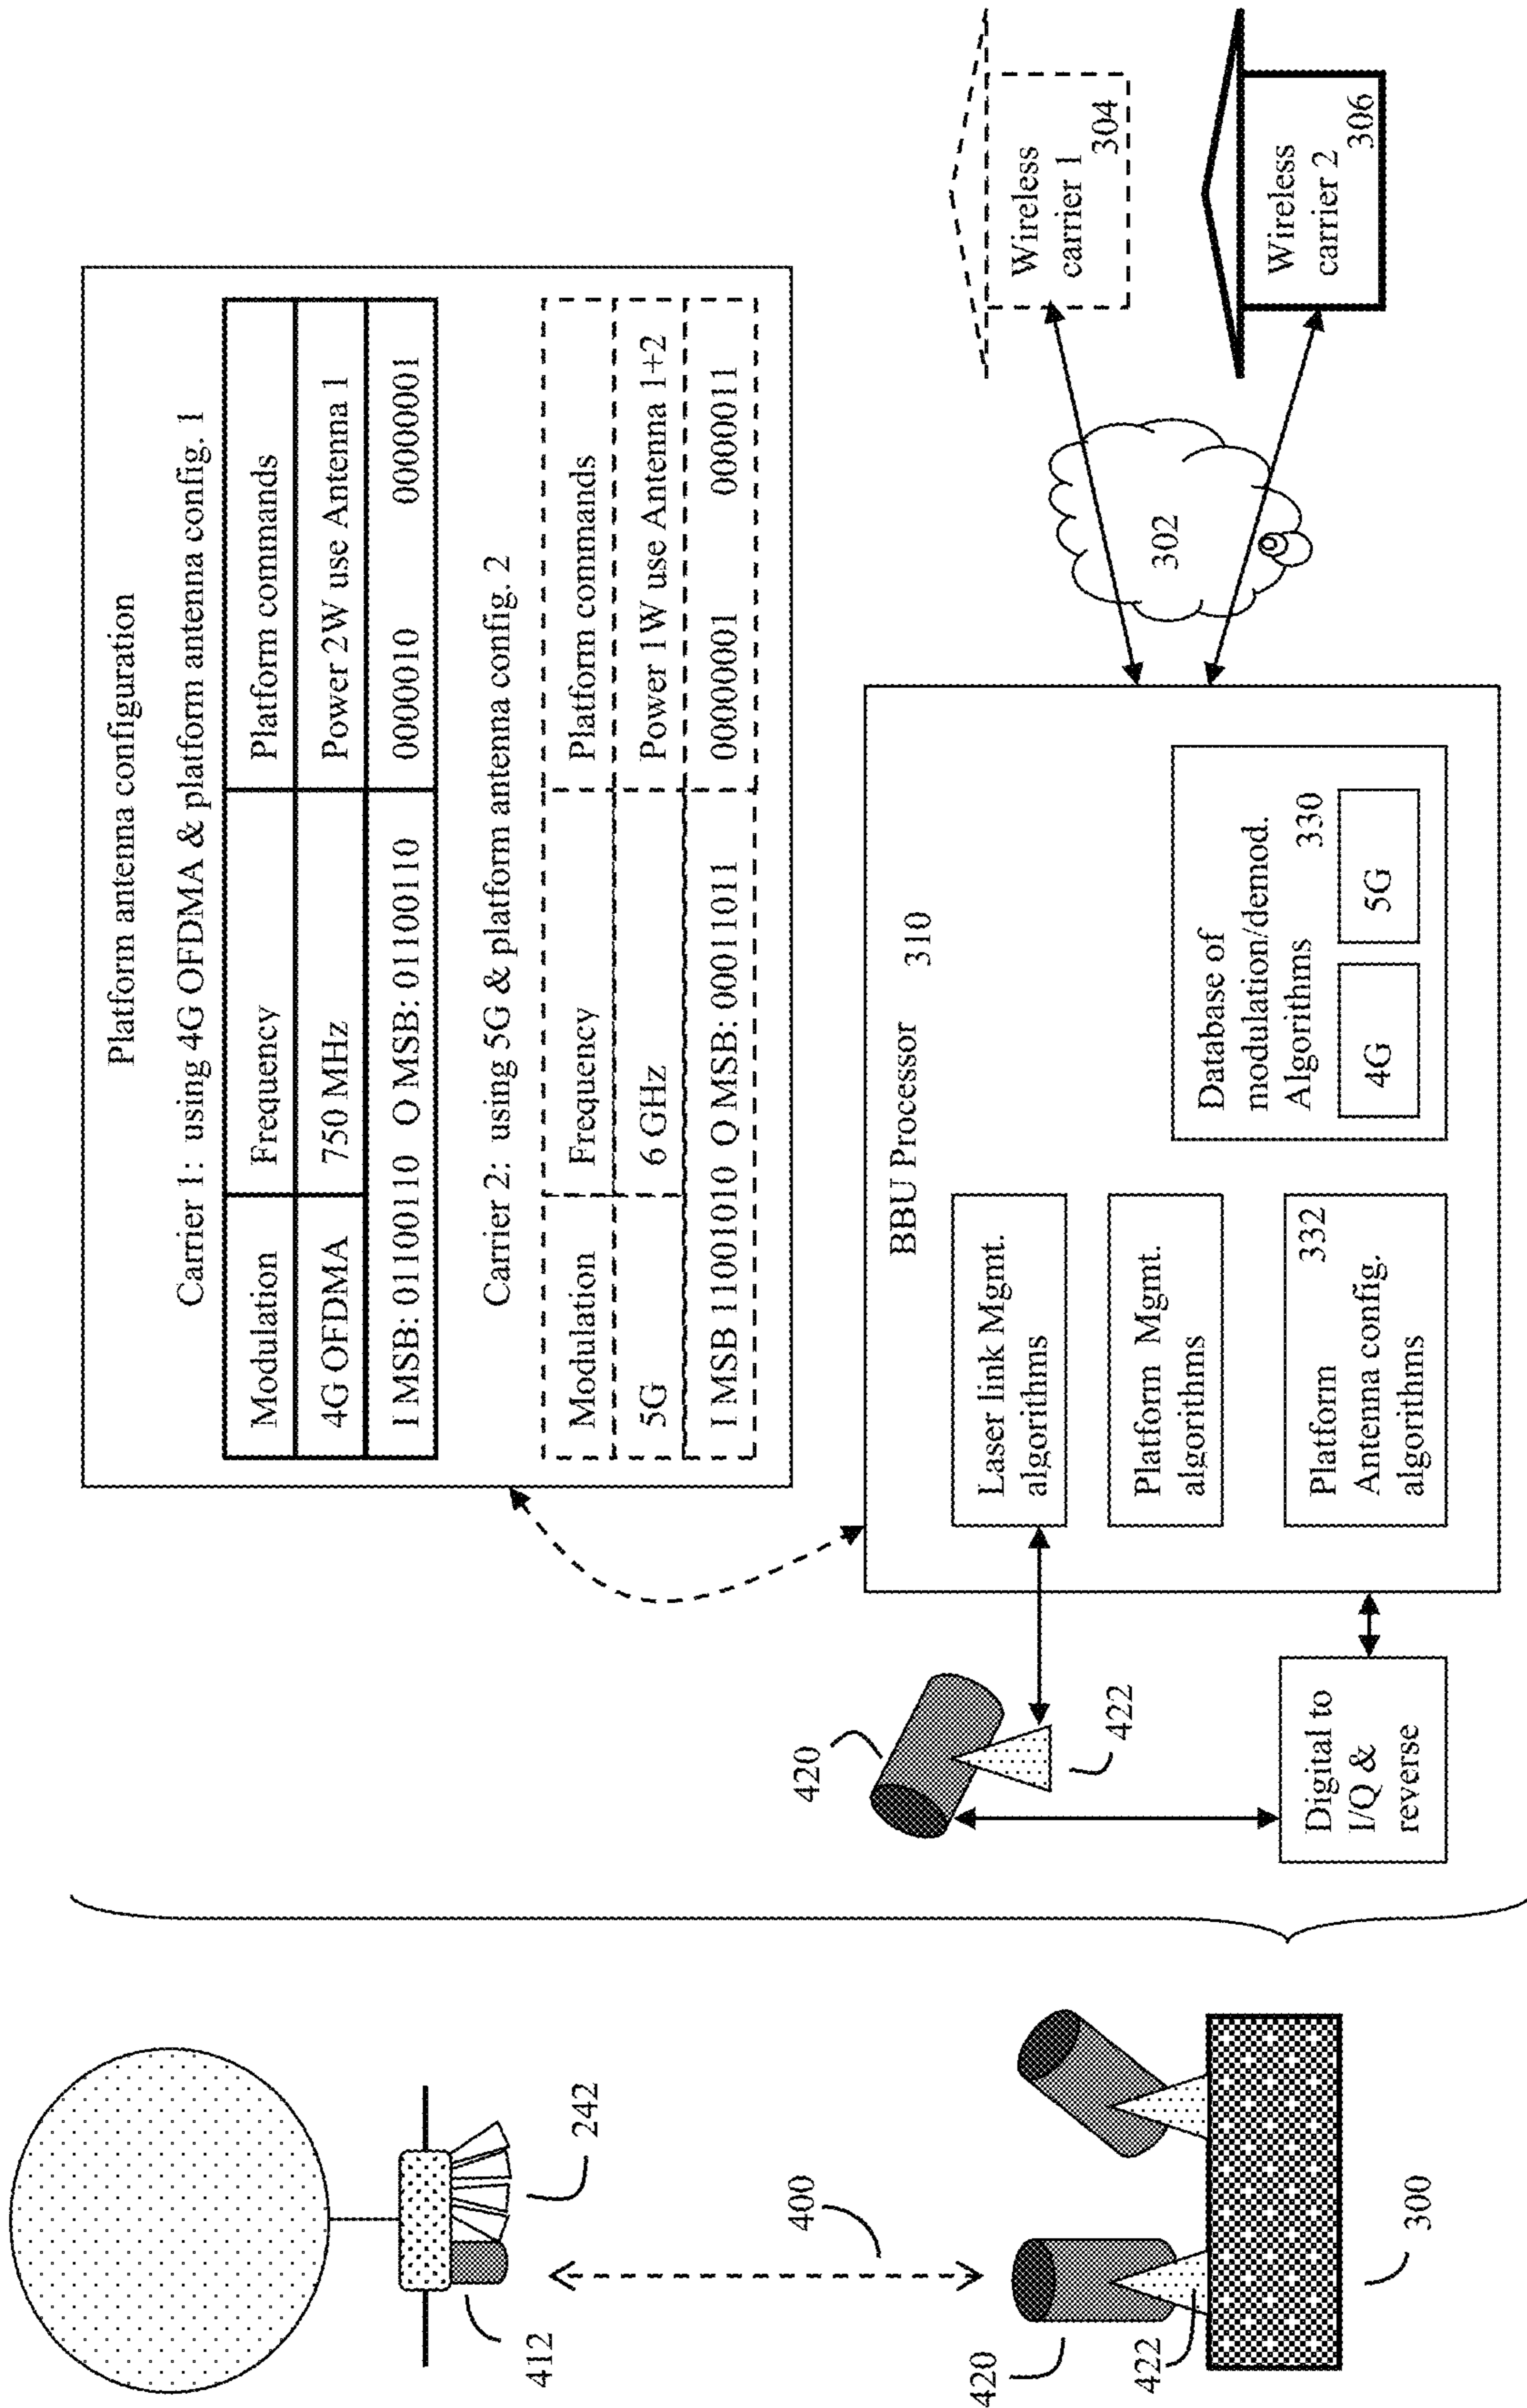 Platform antenna configuration
Carrier 1: using 4G OFDMA & platform antenna config. 1
Modulation Frequency Platform commands
4G OFDMA 750 MHz Power 2W use Antenna 1
I MSB: 01100110 Q MSB: 01100110 0000010 00000001
Carrier 2: using 5G & platform antenna config. 2
Modulation Frequency Platform commands
5G 6 GHz Power 1W use Antenna 1+2
I MSB 11001010 Q MSB: 00011011 00000001 0000011
242
412
400
420
422
300
420
422
Digital to
I/Q &
reverse
BBU Processor
310
Laser link Mgmt.
algorithms
Platform Mgmt.
algorithms
Platform 332
Antenna config.
algorithms
Database of
modulation/demod.
Algorithms 330
4G 5G
302
Wireless
carrier 1
304
Wireless
carrier 2
306